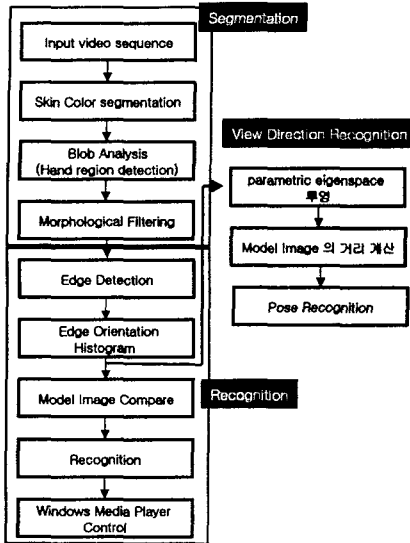 Segmentation
Input video sequence
Skin Color segmentation
Blob Analysis
(Hand region detection)
Morphological Filtering
Edge Detection
Edge Orientation
Histogram
Model Image Compare
Recognition
Windows Media Player
Control
Recognition
View Direction Recognition
parametric eigenspace
투영
Model Image 의 거리 계산
Pose Recognition